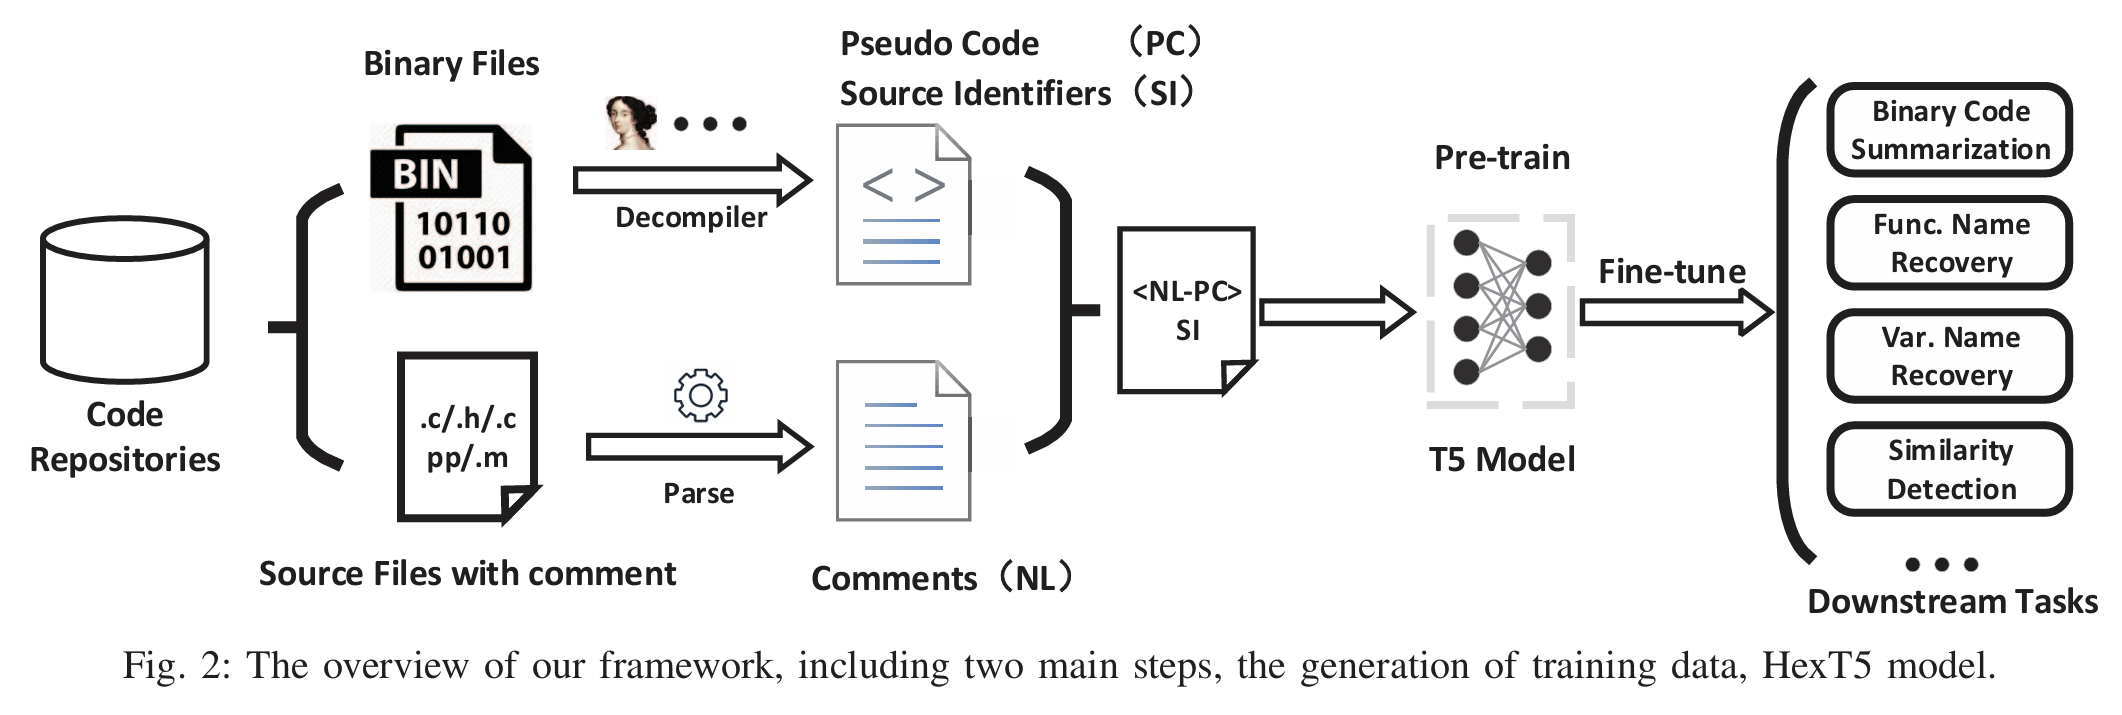 Binary Files
Pseudo Code （PC）
Source Identifiers（SI）
BIN
10110
01001
Decompiler
< >
Code
Repositories
.c/.h/.c
pp/.m
Parse
Source Files with comment
Comments（NL）
<NL-PC>
SI
Pre-train
T5 Model
Fine-tune
Binary Code
Summarization
Func. Name
Recovery
Var. Name
Recovery
Similarity
Detection
Downstream Tasks
Fig. 2: The overview of our framework, including two main steps, the generation of training data, HexT5 model.